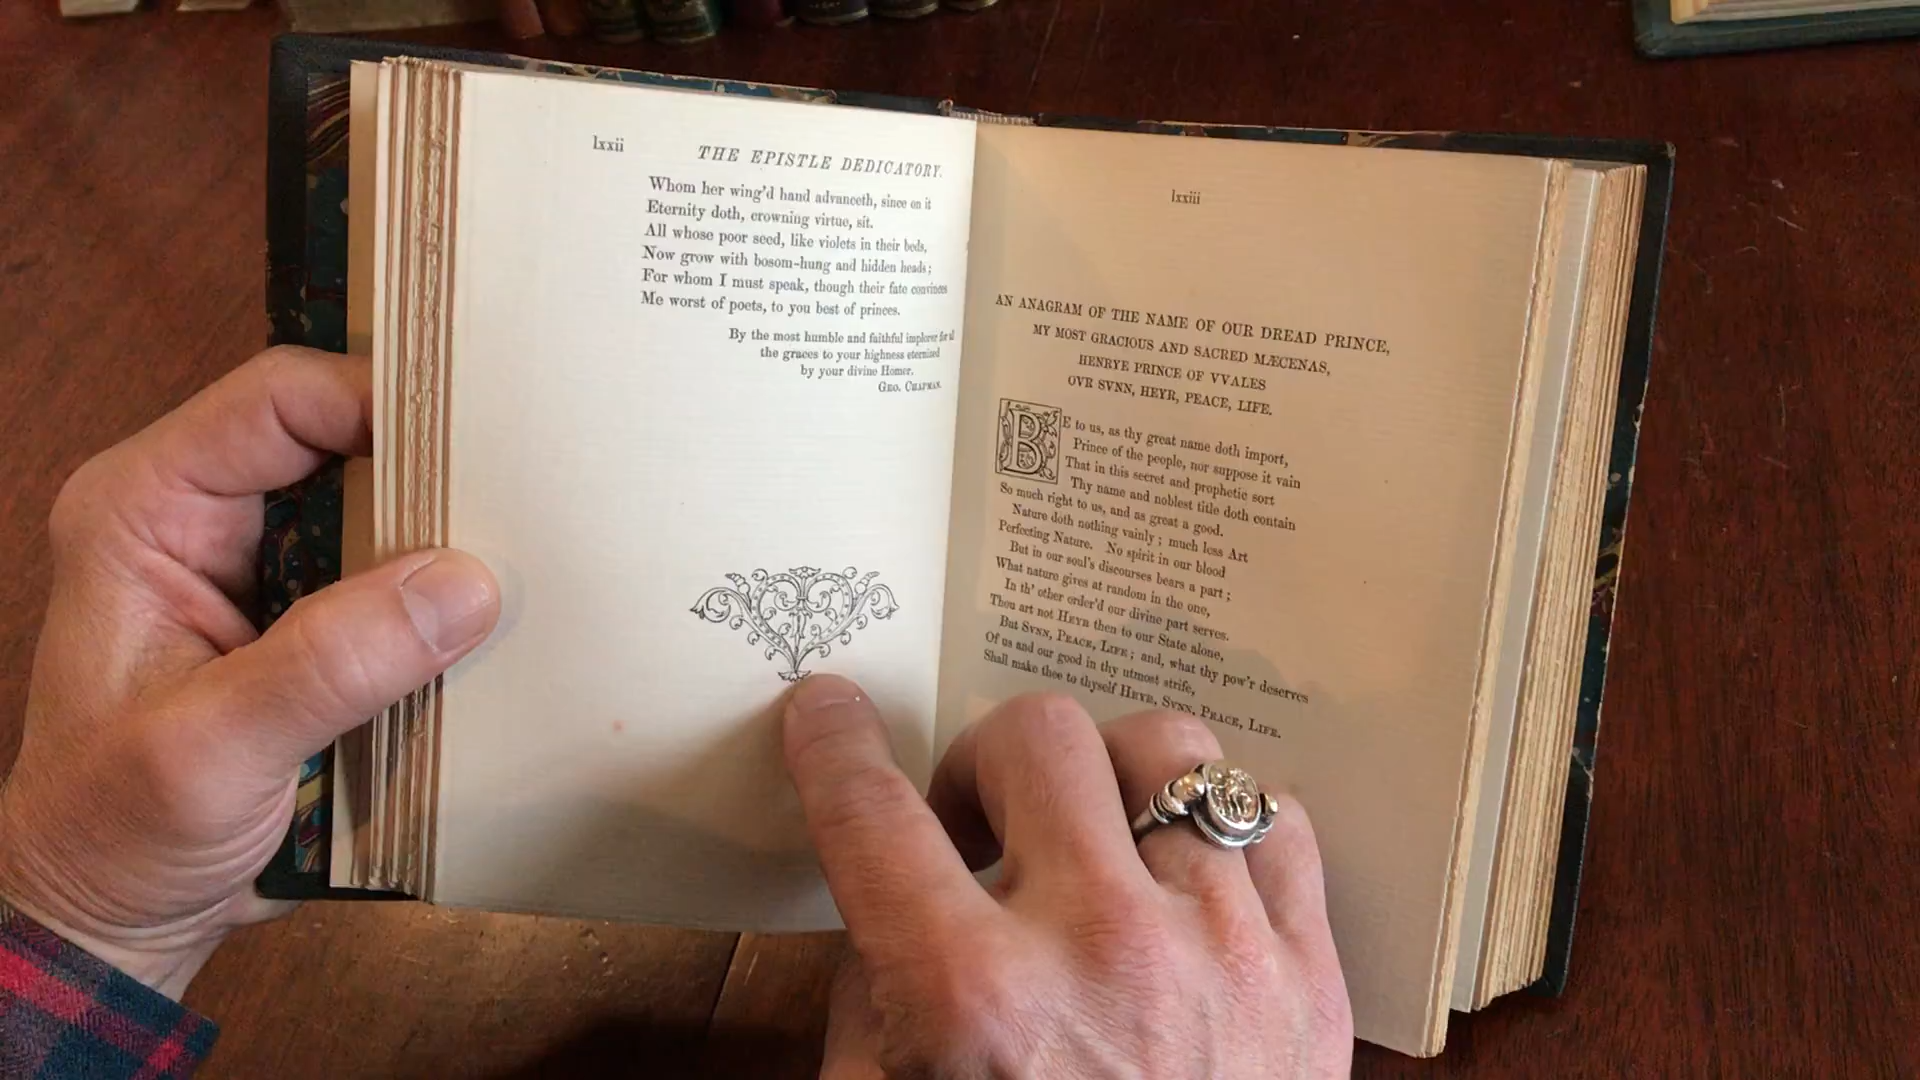 lxxii
THE EPISTLE DEDICATORY.
Whom her wing'd hand advanceth, since on it
Eternity doth, crowning virtue, sit.
All whose poor seed, like violets in their beds,
Now grow with bosom-hung and hidden heads;
For whom I must speak, though their fate convinces
Me worst of poets, to you best of princes.
By the most humble and faithful implorer for all
the graces to your highness eternized
by your divine Homer.
GEO. CHAPMAN.
lxxiii
AN ANAGRAM OF THE NAME OF OUR DREAD PRINCE,
MY MOST GRACIOUS AND SACRED MÆCENAS,
HENRYE PRINCE OF VVALES
OVR SVNN, HEYR, PEACE, LIFE.
BE to us, as thy great name doth import,
Prince of the people, nor suppose it vain
That in this secret and prophetic sort
Thy name and noblest title doth contain
So much right to us, and as great a good.
Nature doth nothing vainly; much less Art
Perfecting Nature. No spirit in our blood
But in our soul's discourses bears a part;
What nature gives at random in the one,
In th' other order'd our divine part serves.
Thou art not HEYR then to our State alone,
But SVNN, PEACE, LIFE; and, what thy pow'r deserves
Of us and our good in thy utmost strife,
Shall make thee to thyself HEYR, SVNN, PEACE, LIFE.